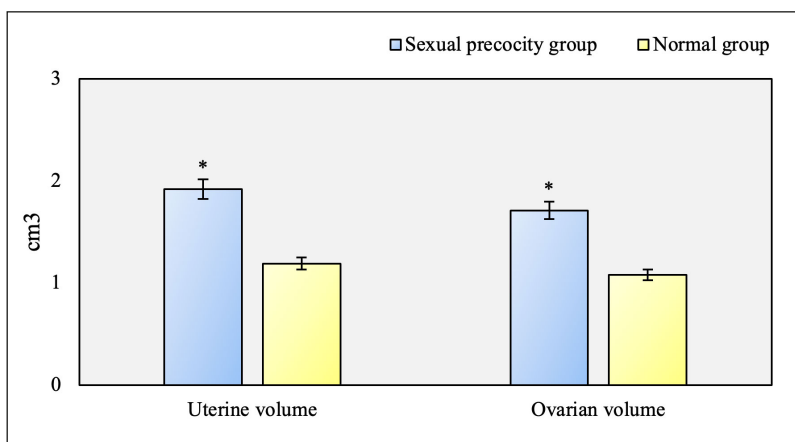 Sexual precocity group Normal group
3
2
1
0
cm3
* *
Uterine volume Ovarian volume